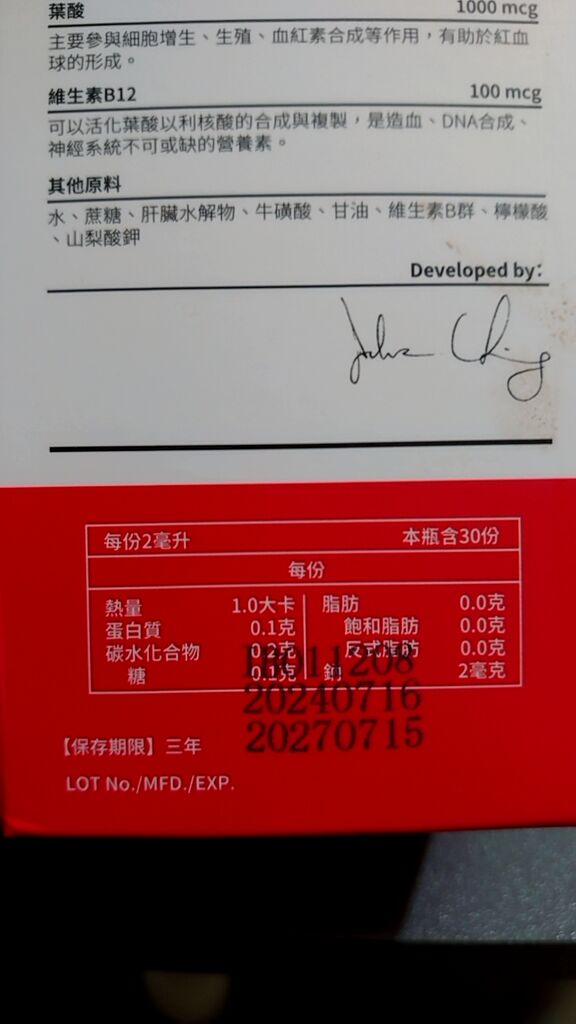 葉酸 1000 mcg
主要參與細胞增生、生殖、血紅素合成等作用，有助於紅血
球的形成。
維生素B12 100 mcg
可以活化葉酸以利核酸的合成與複製，是造血、DNA合成、
神經系統不可或缺的營養素。
其他原料
水、蔗糖、肝臟水解物、牛磺酸、甘油、維生素B群、檸檬酸
、山梨酸鉀
Developed by:
每份2毫升 本瓶含30份
每份
熱量 1.0大卡 脂肪 0.0克
蛋白質 0.1克 飽和脂肪 0.0克
碳水化合物 0.2克 反式脂肪 0.0克
糖 0.1克 鈉 2毫克
20240716
【保存期限】三年 20270715
LOT No./MFD./EXP.